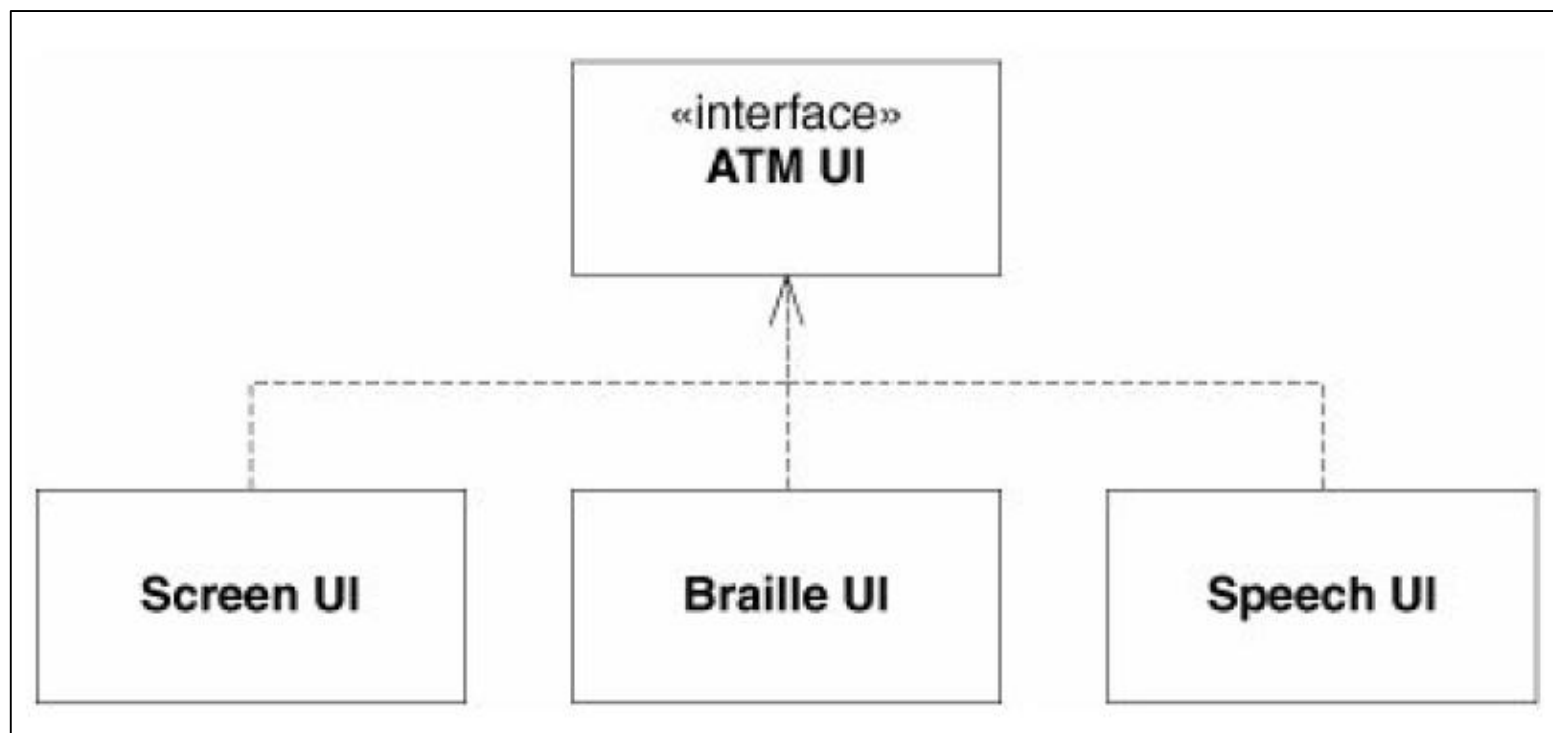 «interface»
ATM UI
Screen UI
Braille UI
Speech UI